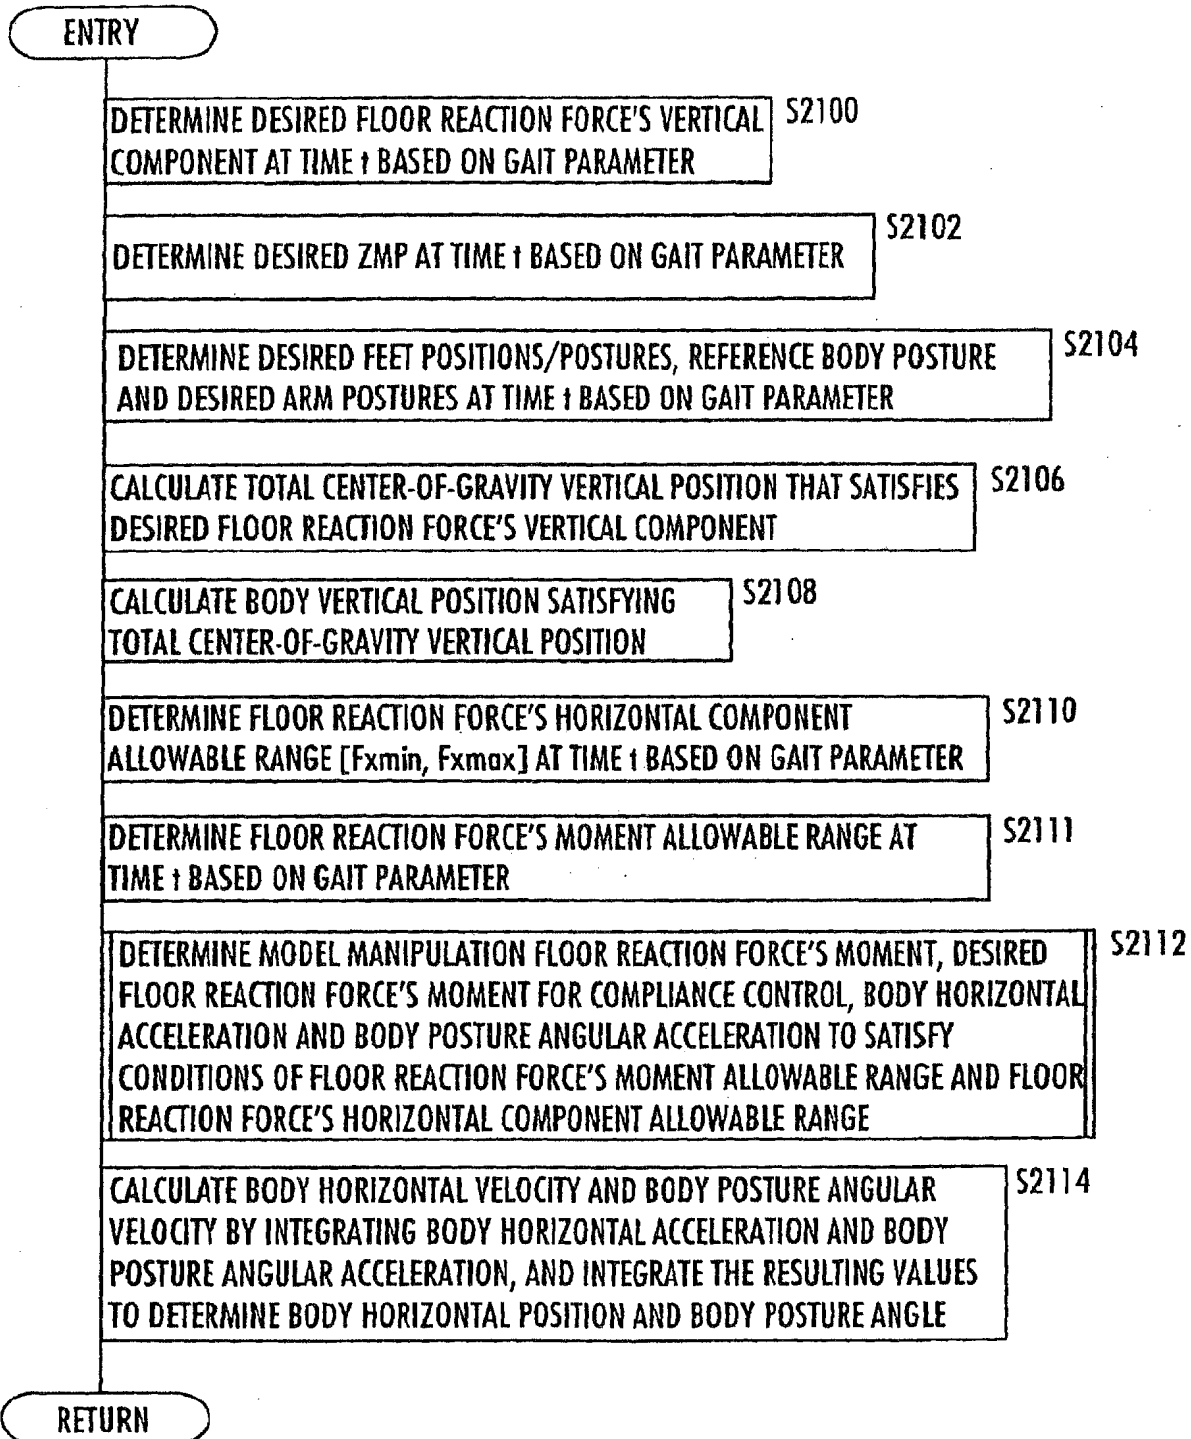 ENTRY
DETERMINE DESIRED FLOOR REACTION FORCE'S VERTICAL
COMPONENT AT TIME t BASED ON GAIT PARAMETER
S2100
DETERMINE DESIRED ZMP AT TIME t BASED ON GAIT PARAMETER
S2102
DETERMINE DESIRED FEET POSITIONS/POSTURES, REFERENCE BODY POSTURE
AND DESIRED ARM POSTURES AT TIME t BASED ON GAIT PARAMETER
S2104
CALCULATE TOTAL CENTER-OF-GRAVITY VERTICAL POSITION THAT SATISFIES
DESIRED FLOOR REACTION FORCE'S VERTICAL COMPONENT
S2106
CALCULATE BODY VERTICAL POSITION SATISFYING
TOTAL CENTER-OF-GRAVITY VERTICAL POSITION
S2108
DETERMINE FLOOR REACTION FORCE'S HORIZONTAL COMPONENT
ALLOWABLE RANGE [Fxmin, Fxmax] AT TIME t BASED ON GAIT PARAMETER
S2110
DETERMINE FLOOR REACTION FORCE'S MOMENT ALLOWABLE RANGE AT
TIME t BASED ON GAIT PARAMETER
S2111
DETERMINE MODEL MANIPULATION FLOOR REACTION FORCE'S MOMENT, DESIRED
FLOOR REACTION FORCE'S MOMENT FOR COMPLIANCE CONTROL, BODY HORIZONTAL
ACCELERATION AND BODY POSTURE ANGULAR ACCELERATION TO SATISFY
CONDITIONS OF FLOOR REACTION FORCE'S MOMENT ALLOWABLE RANGE AND FLOOR
REACTION FORCE'S HORIZONTAL COMPONENT ALLOWABLE RANGE
S2112
CALCULATE BODY HORIZONTAL VELOCITY AND BODY POSTURE ANGULAR
VELOCITY BY INTEGRATING BODY HORIZONTAL ACCELERATION AND BODY
POSTURE ANGULAR ACCELERATION, AND INTEGRATE THE RESULTING VALUES
TO DETERMINE BODY HORIZONTAL POSITION AND BODY POSTURE ANGLE
S2114
RETURN